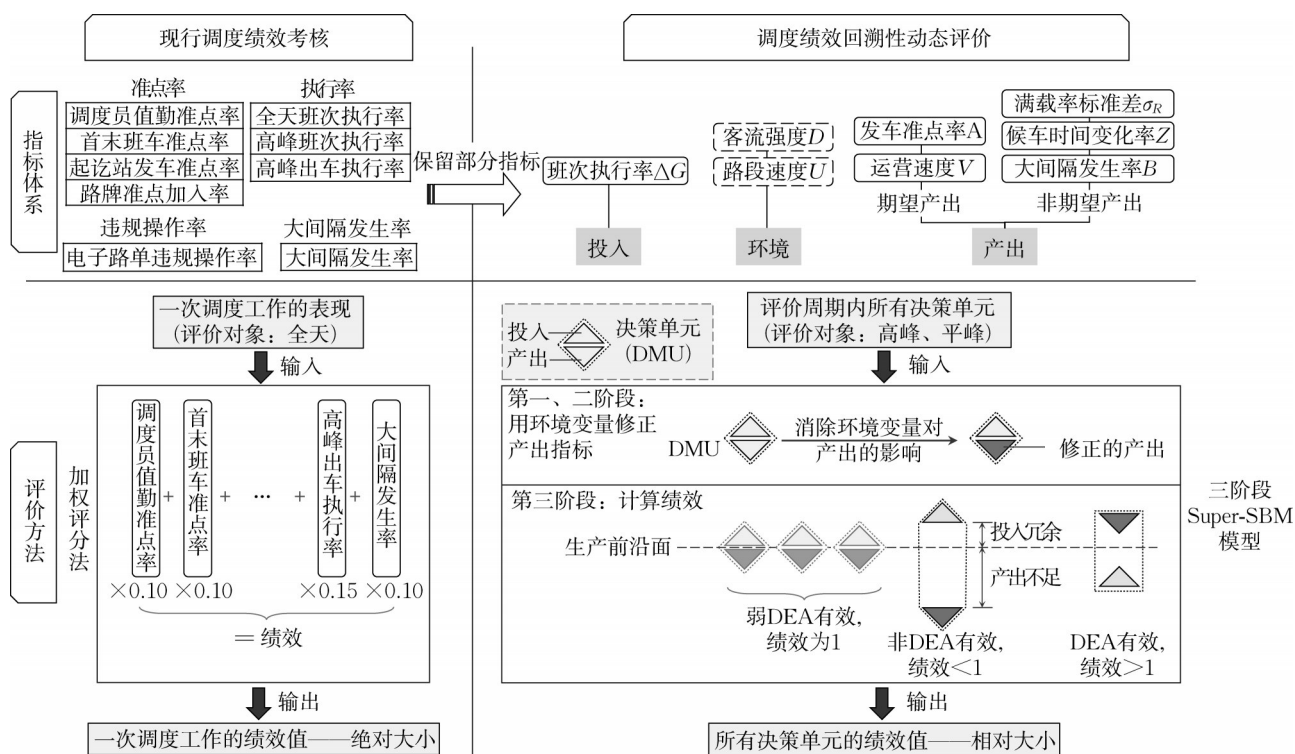 现行调度绩效考核
调度绩效回溯性动态评价
指标体系
准点率
调度员值勤准点率
首末班车准点率
起讫站发车准点率
路牌准点加入率
执行率
全天班次执行率
高峰班次执行率
高峰出车执行率
违规操作率
电子路单违规操作率
大间隔发生率
大间隔发生率
保留部分指标
班次执行率ΔG
投入
客流强度D
路段速度U
环境
发车准点率A
运营速度V
期望产出
满载率标准差σR
候车时间变化率Z
大间隔发生率B
非期望产出
产出
评价方法
加权评分法
一次调度工作的表现
(评价对象：全天)
输入
调度员值勤准点率
+
首末班车准点率
+
…
+
高峰出车执行率
+
大间隔发生率
×0.10
×0.10
×0.15
×0.10
=绩效
输出
一次调度工作的绩效值——绝对大小
投入
产出
决策单元
(DMU)
评价周期内所有决策单元
(评价对象：高峰、平峰)
输入
第一、二阶段：
用环境变量修正
产出指标
DMU
消除环境变量对
产出的影响
修正的产出
第三阶段：计算绩效
生产前沿面
弱DEA有效，
绩效为1
投入冗余
产出不足
非DEA有效，
绩效<1
DEA有效，
绩效>1
三阶段
Super-SBM
模型
输出
所有决策单元的绩效值——相对大小